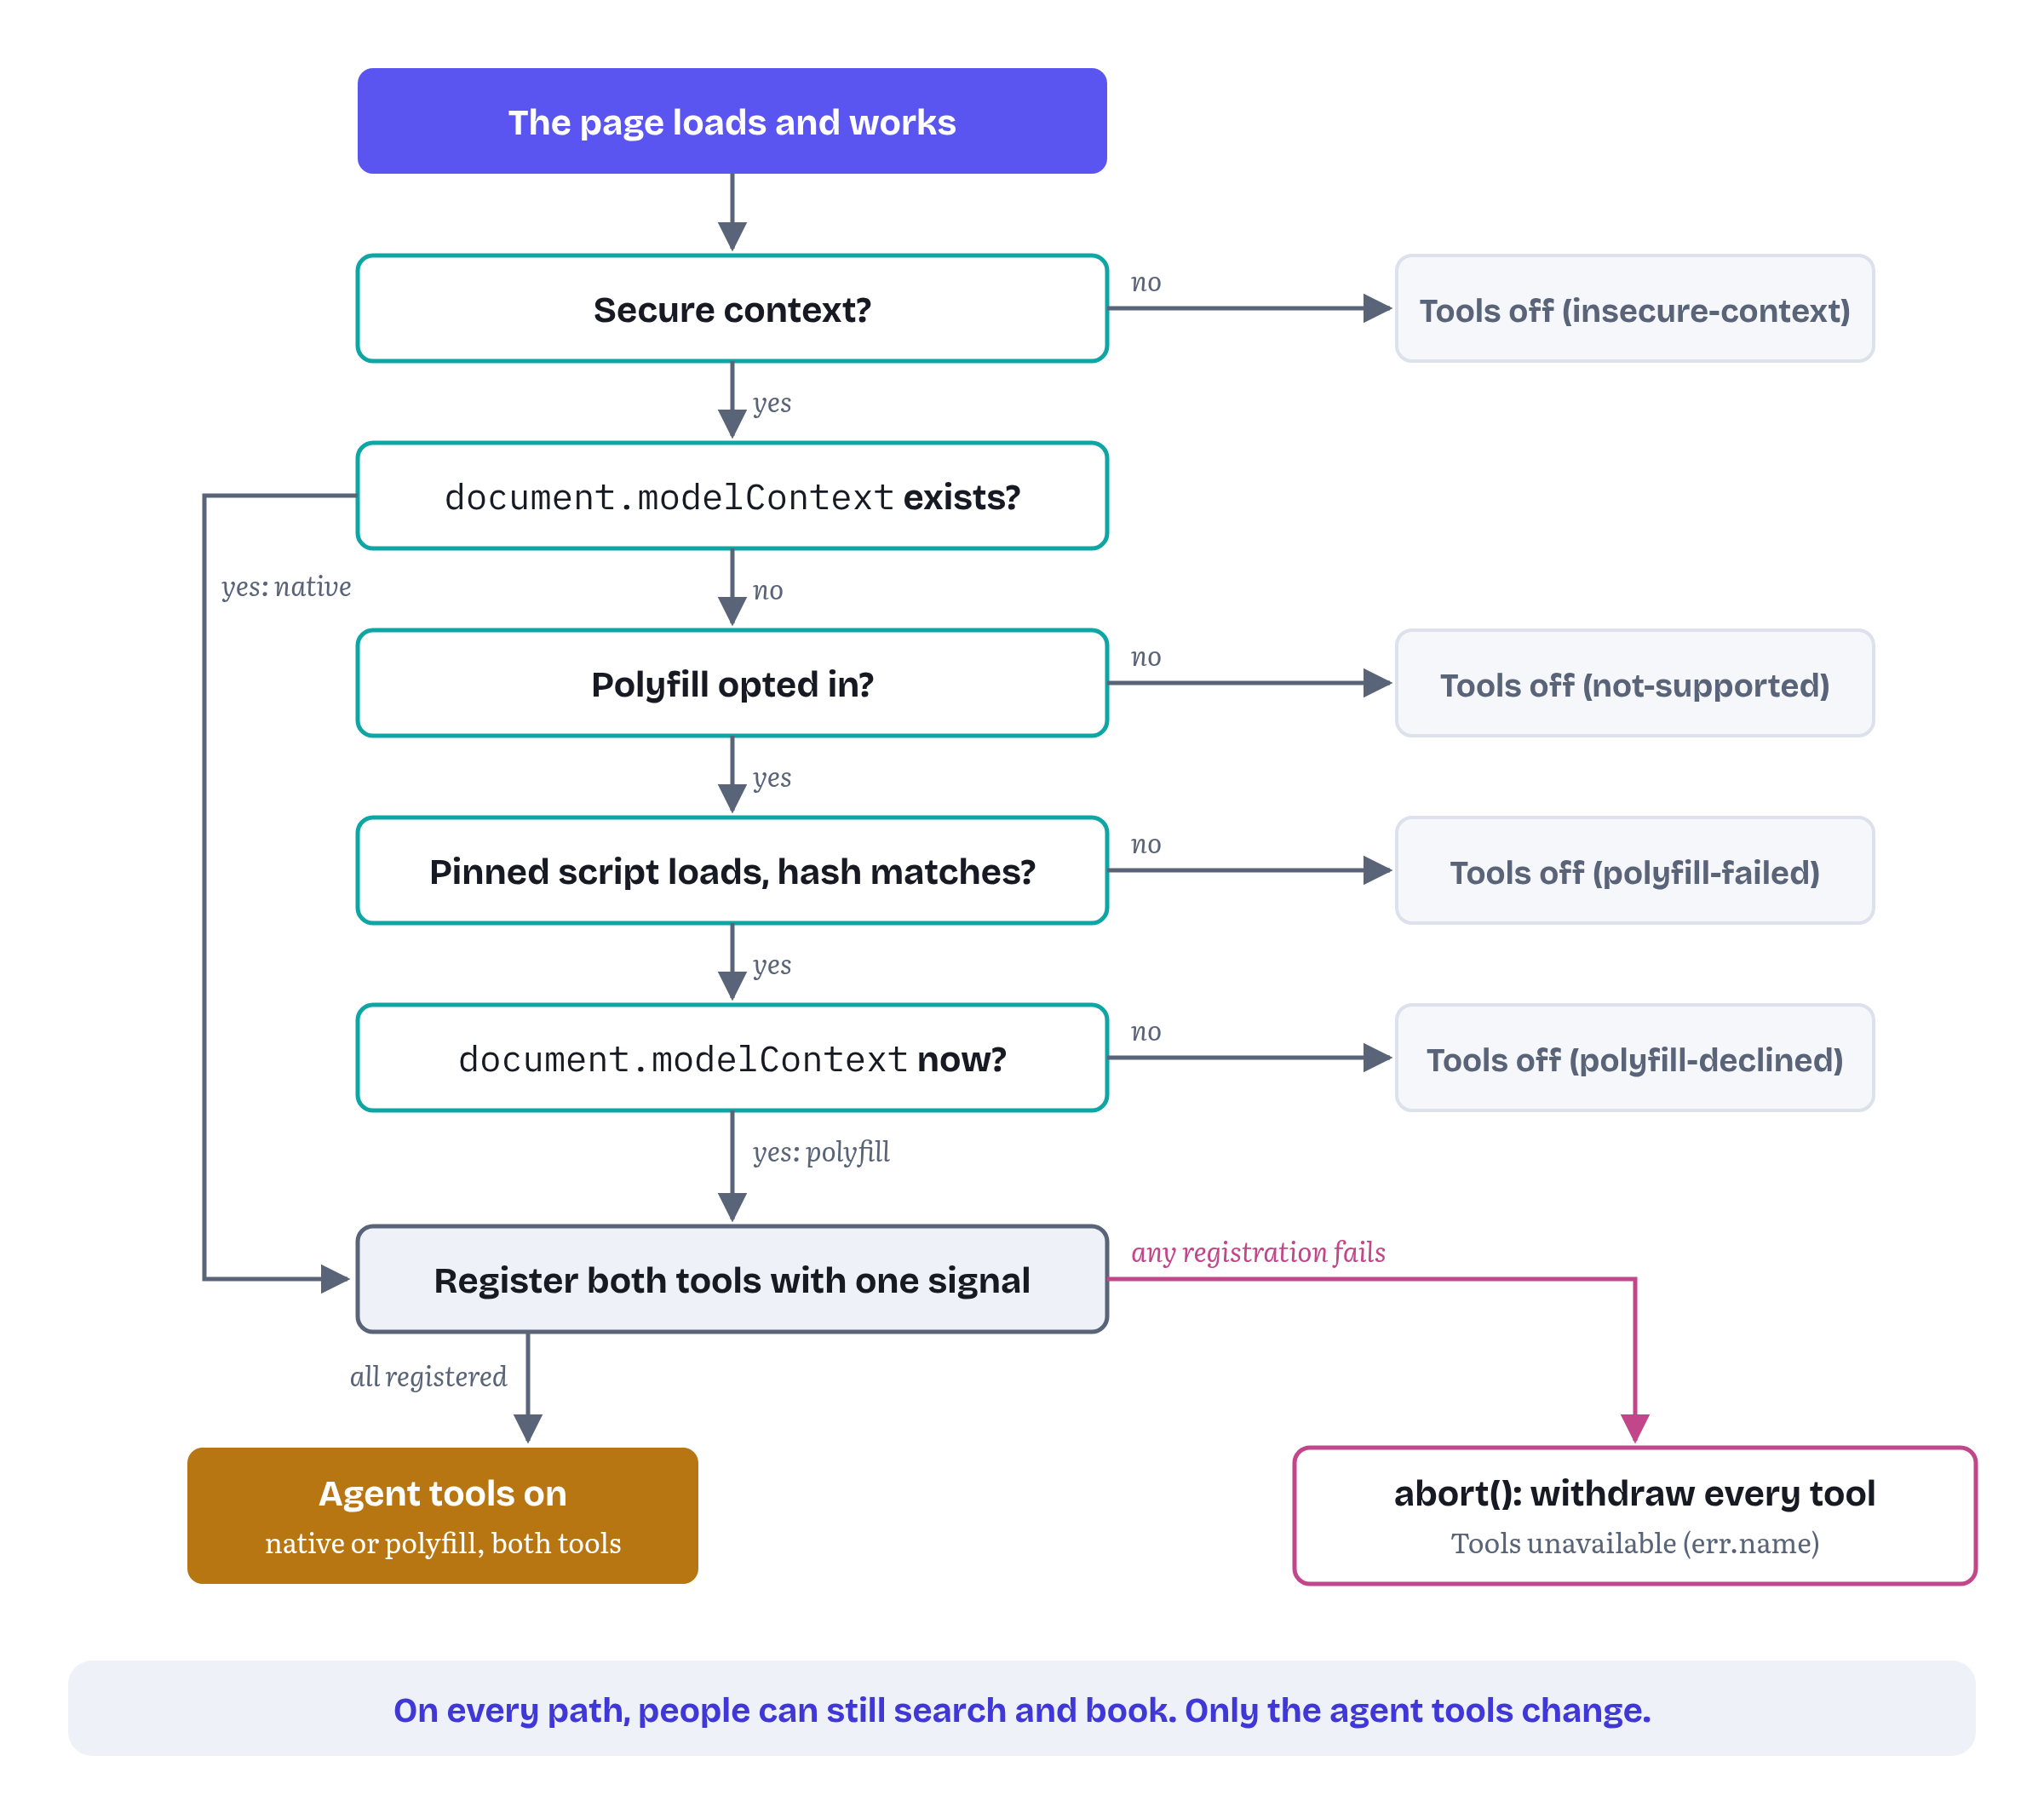 The page loads and works
Secure context?
no
Tools off (insecure-context)
yes
document.modelContext exists?
yes: native
no
Polyfill opted in?
no
Tools off (not-supported)
yes
Pinned script loads, hash matches?
no
Tools off (polyfill-failed)
yes
document.modelContext now?
no
Tools off (polyfill-declined)
yes: polyfill
Register both tools with one signal
any registration fails
all registered
Agent tools on
native or polyfill, both tools
abort(): withdraw every tool
Tools unavailable (err.name)
On every path, people can still search and book. Only the agent tools change.